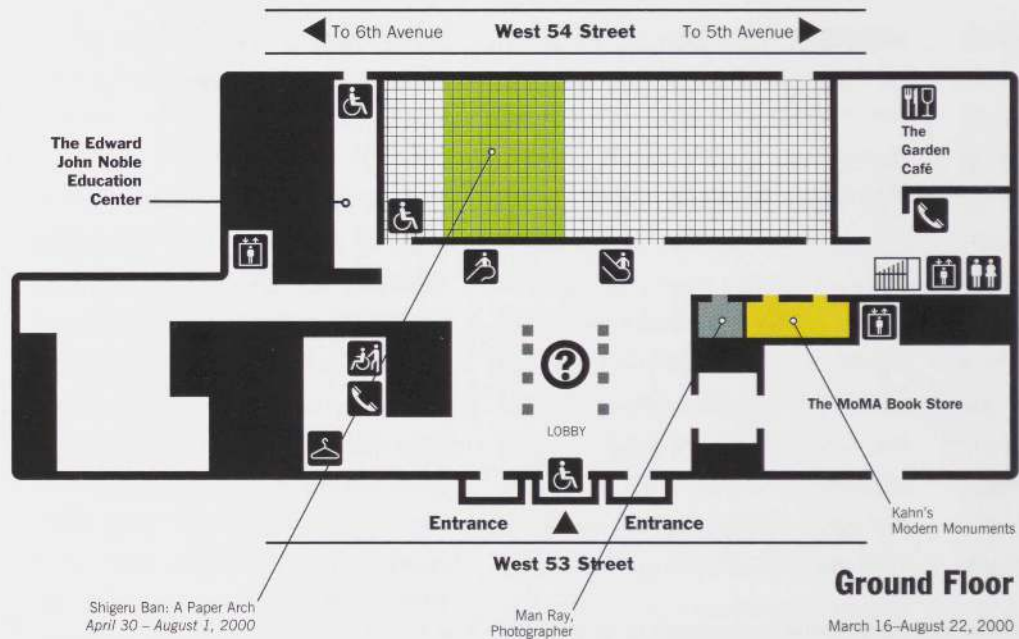 To 6th Avenue
West 54 Street
To 5th Avenue
The Edward
John Noble
Education
Center
The
Garden
Café
?
The MoMA Book Store
LOBBY
Kahn's
Modern Monuments
Entrance
Entrance
West 53 Street
Shigeru Ban: A Paper Arch
April 30 – August 1, 2000
Man Ray,
Photographer
Ground Floor
March 16–August 22, 2000